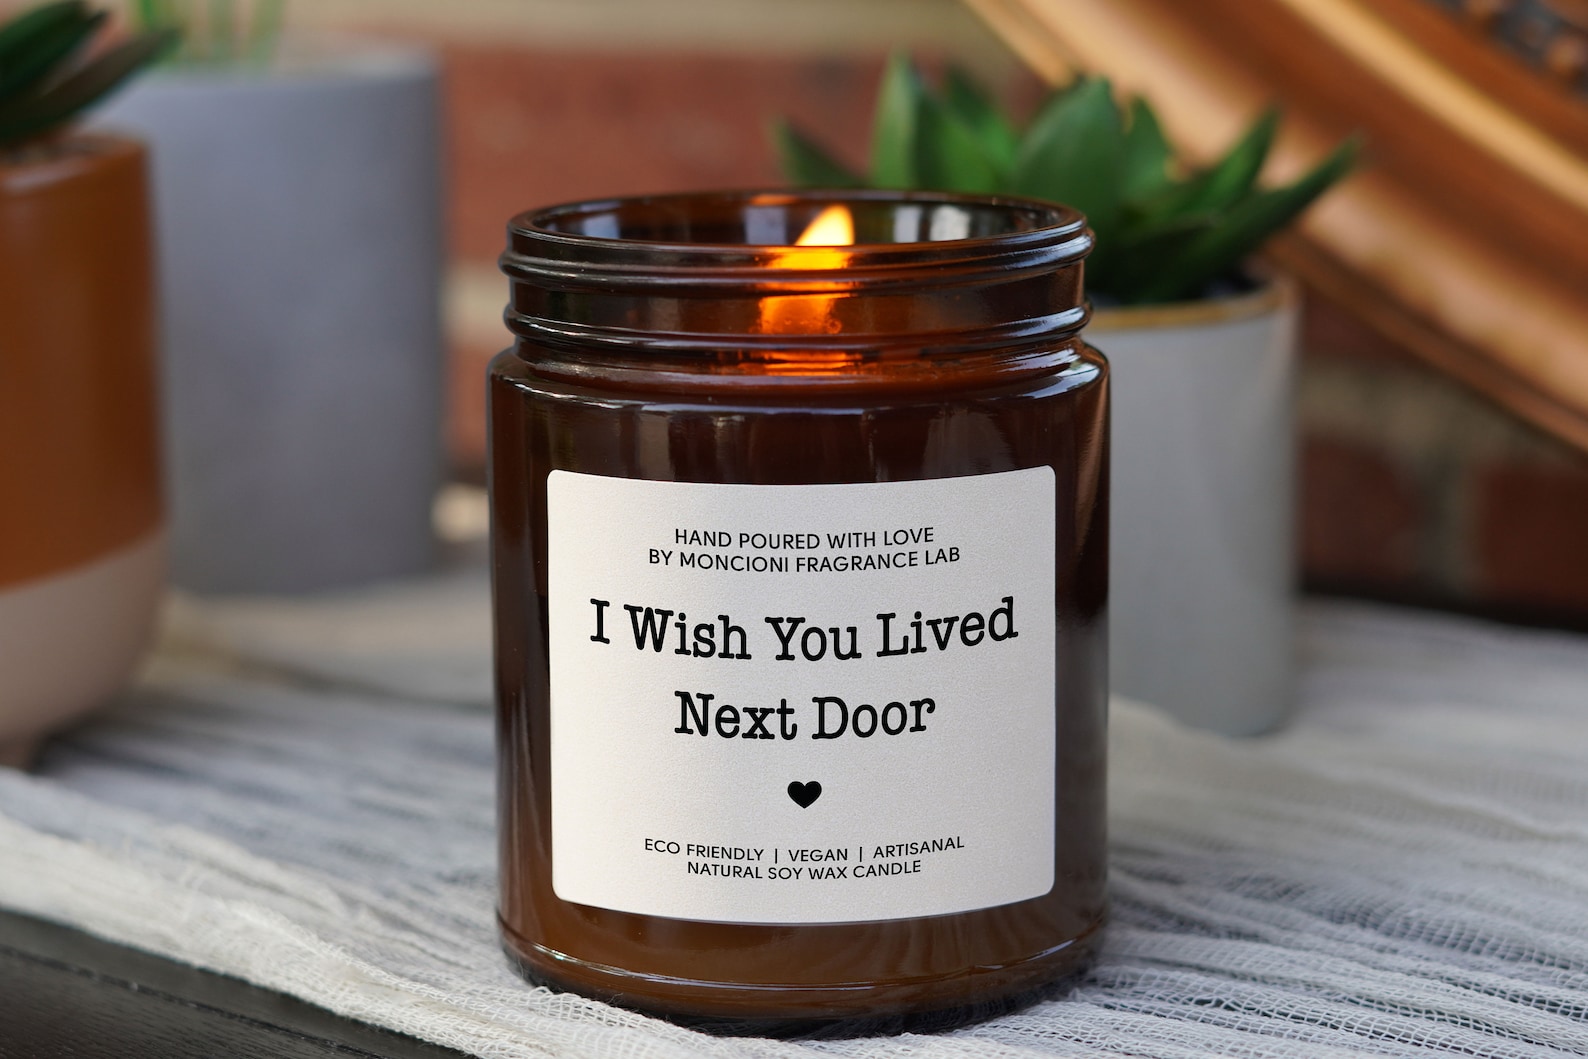 HAND POURED WITH LOVE
BY MONCIONI FRAGRANCE LAB
I Wish You Lived
Next Door
ECO FRIENDLY | VEGAN | ARTISANAL
NATURAL SOY WAX CANDLE